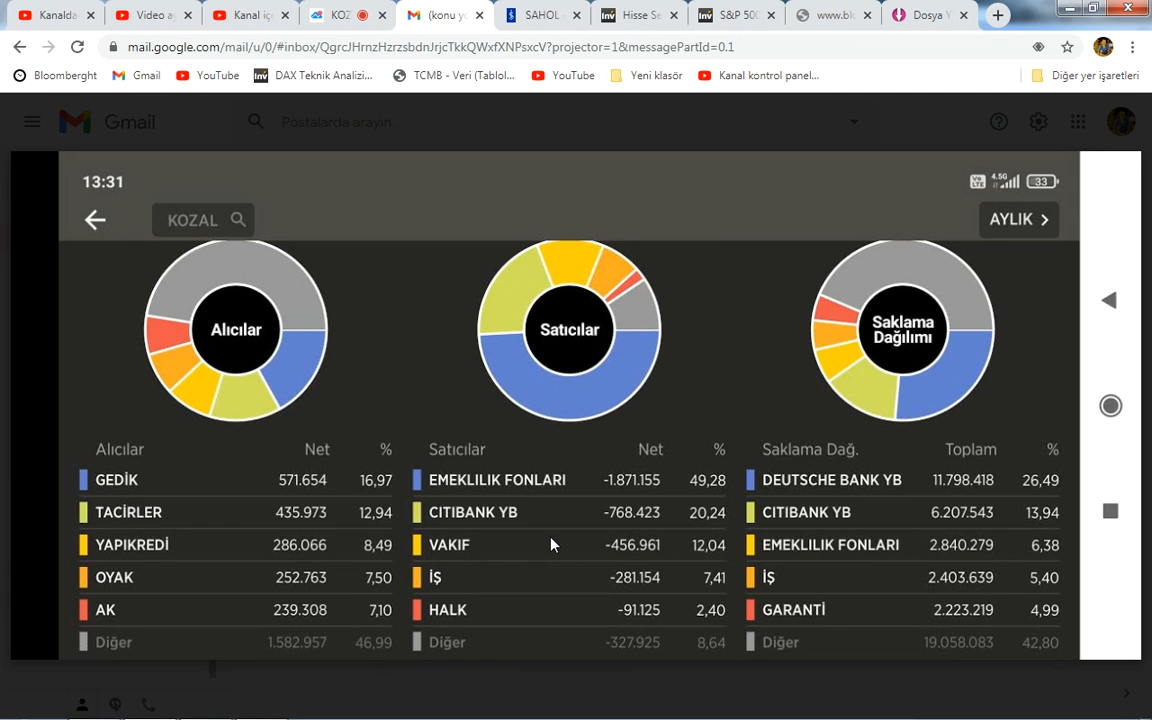 Kanalda
Video a
Kanal iç
KOZ
(konu yo
SAHOL
Hisse Se
S&P 500
www.bl
Dosya Y
mail.google.com/mail/u/0/#inbox/QgrcJHrnzHzrzsbdnJrjcTkkQWxfXNPsxcV?projector=1&messagePartId=0.1
Bloomberght
Gmail
YouTube
DAX Teknik Analizi...
TCMB - Veri (Tablol...
YouTube
Yeni klasör
Kanal kontrol panel...
Diğer yer işaretleri
Gmail
Postalarda arayın
13:31
4.5G
33
KOZAL
AYLIK
Alıcılar
Satıcılar
Saklama
Dağılımı
Alıcılar Net %
GEDİK 571.654 16,97
TACİRLER 435.973 12,94
YAPIKREDİ 286.066 8,49
OYAK 252.763 7,50
AK 239.308 7,10
Diğer 1.582.957 46,99
Satıcılar Net %
EMEKLILIK FONLARI -1.871.155 49,28
CITIBANK YB -768.423 20,24
VAKIF -456.961 12,04
İŞ -281.154 7,41
HALK -91.125 2,40
Diğer -327.925 8,64
Saklama Dağ. Toplam %
DEUTSCHE BANK YB 11.798.418 26,49
CITIBANK YB 6.207.543 13,94
EMEKLILIK FONLARI 2.840.279 6,38
İŞ 2.403.639 5,40
GARANTİ 2.223.219 4,99
Diğer 19.058.083 42,80